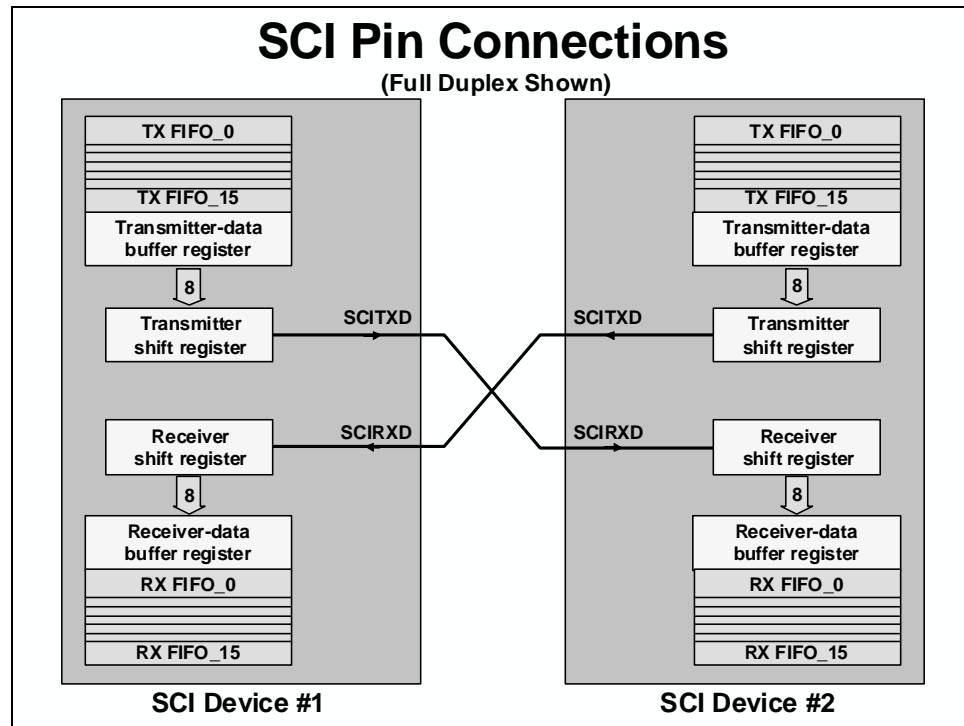 SCI Pin Connections
(Full Duplex Shown)
TX FIFO_0
TX FIFO_15
Transmitter-data
buffer register
8
Transmitter
shift register
SCITXD
Receiver
shift register
SCIRXD
8
Receiver-data
buffer register
RX FIFO_0
RX FIFO_15
SCI Device #1
TX FIFO_0
TX FIFO_15
Transmitter-data
buffer register
8
SCITXD
Transmitter
shift register
SCIRXD
Receiver
shift register
8
Receiver-data
buffer register
RX FIFO_0
RX FIFO_15
SCI Device #2